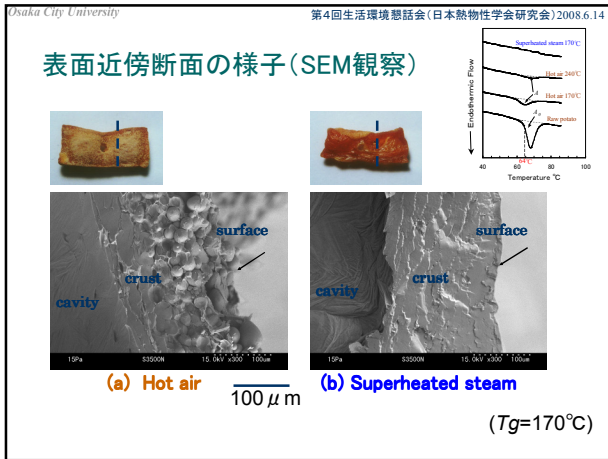 Osaka City University
第4回生活環境懇話会(日本熱物性学会研究会)2008.6.14
表面近傍断面の様子(SEM観察)
Superheated steam 170℃
Hot air 240℃
A
Hot air 170℃
A₀
Raw potato
64℃
Endothermic Flow
40 60 80 100
Temperature ℃
surface
crust
cavity
15Pa S3500N 15.0kV x300 100um
surface
crust
cavity
15Pa S3500N 15.0kV x300 100um
(a) Hot air
100μm
(b) Superheated steam
(Tg=170℃)